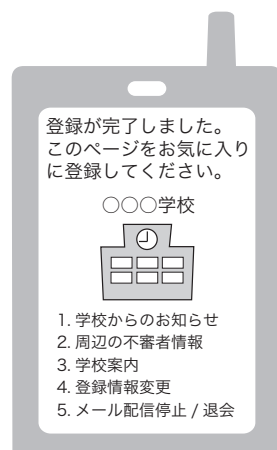 登録が完了しました。
このページをお気に入り
に登録してください。
○○○学校
1. 学校からのお知らせ
2. 周辺の不審者情報
3. 学校案内
4. 登録情報変更
5. メール配信停止 / 退会